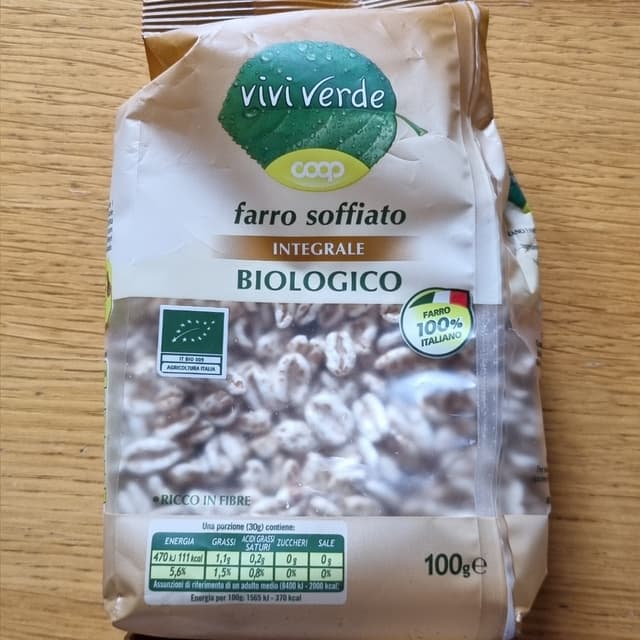 vivi verde
coop
farro soffiato
INTEGRALE
BIOLOGICO
FARRO
100%
ITALIANO
IT BIO 009
AGRICOLTURA ITALIA
•RICCO IN FIBRE
Una porzione (30g) contiene:
ENERGIA GRASSI ACIDI GRASSI SATURI ZUCCHERI SALE
470 kJ 111 kcal 1,1g 0,2g 0g 0g
5,6% 1,5% 0,8% 0% 0%
Assunzioni di riferimento di un adulto medio (8400 kJ - 2000 kcal)
Energia per 100g: 1565 kJ - 370 kcal
100g e